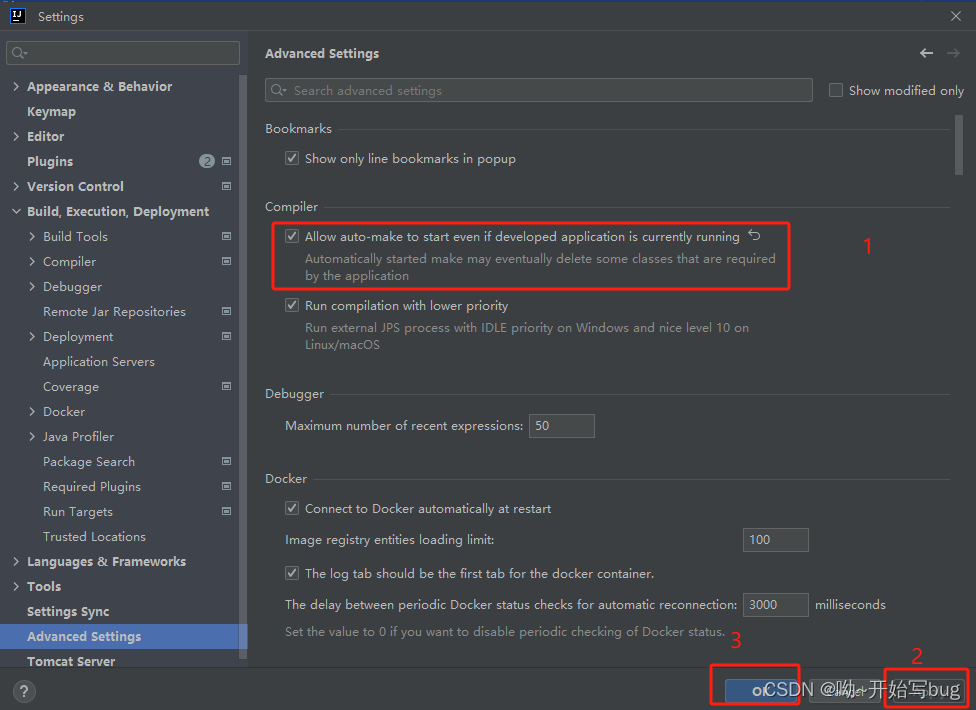 Settings
Appearance & Behavior
Keymap
Editor
Plugins 2
Version Control
Build, Execution, Deployment
Build Tools
Compiler
Debugger
Remote Jar Repositories
Deployment
Application Servers
Coverage
Docker
Java Profiler
Package Search
Required Plugins
Run Targets
Trusted Locations
Languages & Frameworks
Tools
Settings Sync
Advanced Settings
Tomcat Server
?
Advanced Settings
Search advanced settings
Show modified only
Bookmarks
Show only line bookmarks in popup
Compiler
Allow auto-make to start even if developed application is currently running
1
Automatically started make may eventually delete some classes that are required
by the application
Run compilation with lower priority
Run external JPS process with IDLE priority on Windows and nice level 10 on
Linux/macOS
Debugger
Maximum number of recent expressions: 50
Docker
Connect to Docker automatically at restart
Image registry entities loading limit: 100
The log tab should be the first tab for the docker container.
The delay between periodic Docker status checks for automatic reconnection: 3000 milliseconds
Set the value to 0 if you want to disable periodic checking of Docker status.
3
2
OK
CSDN @呦-开始写bug